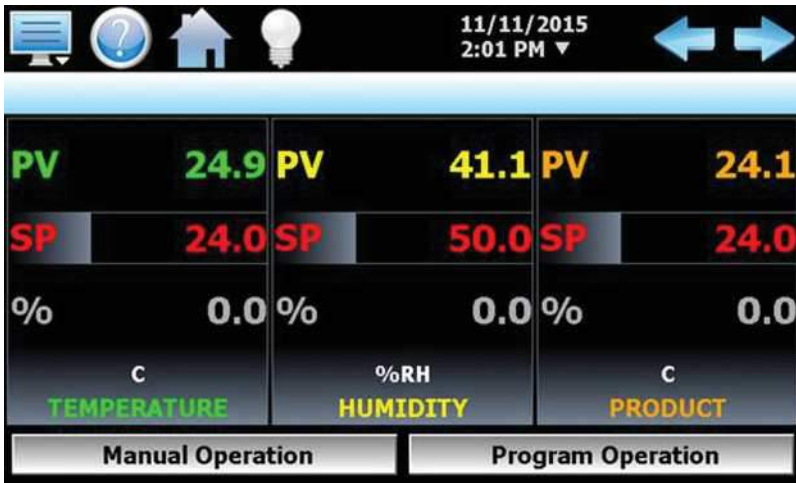 ?
11/11/2015
2:01 PM ▼
PV 24.9 PV 41.1 PV 24.1
SP 24.0 SP 50.0 SP 24.0
% 0.0 % 0.0 % 0.0
C %RH C
TEMPERATURE HUMIDITY PRODUCT
Manual Operation Program Operation